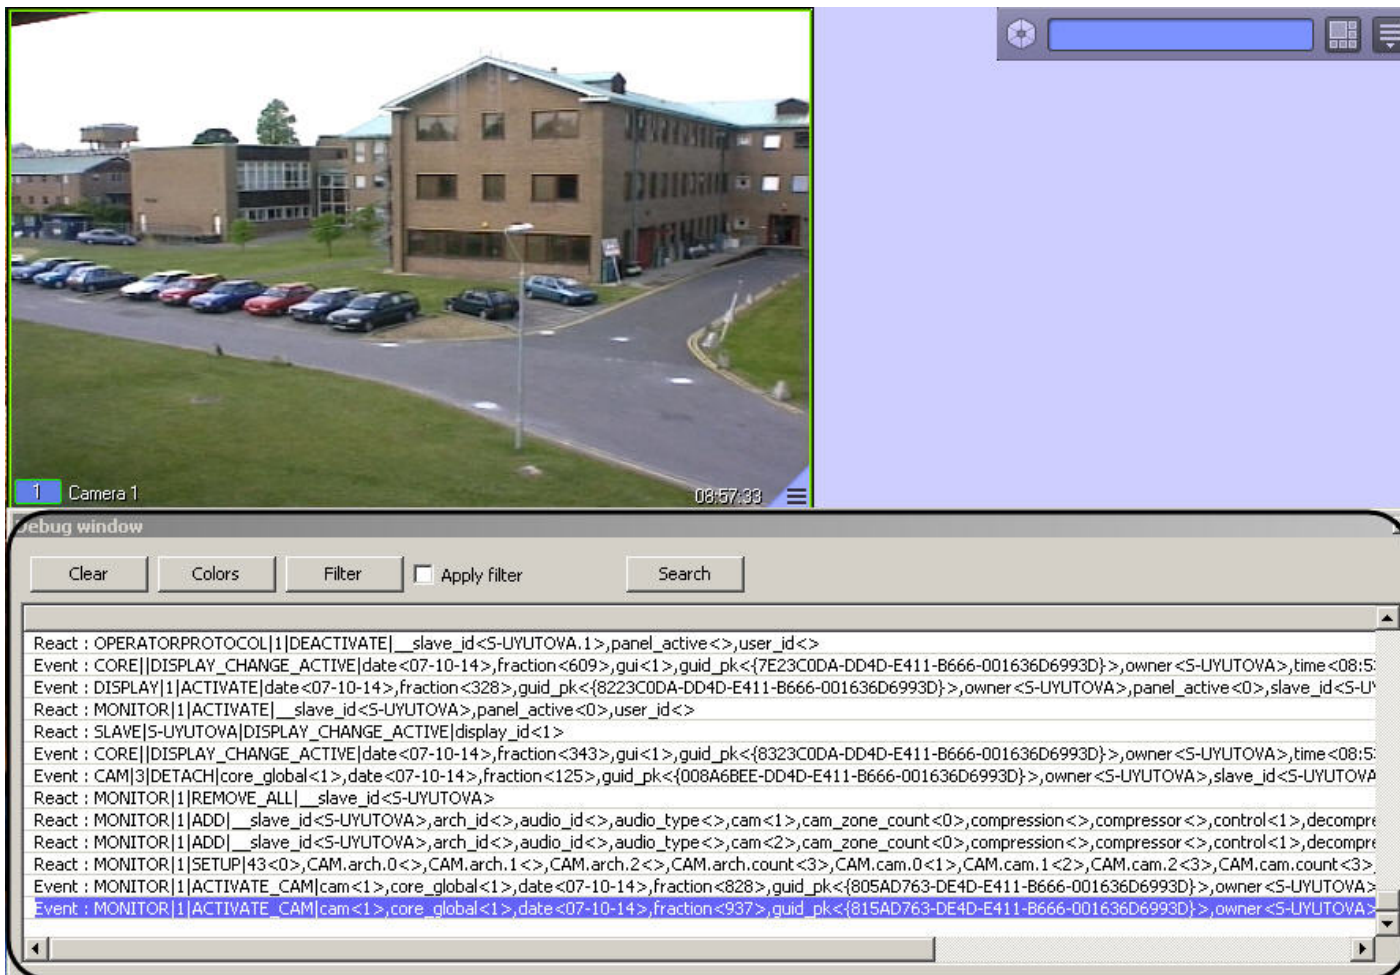 1 Camera 1 08:57:33
Debug window
Clear Colors Filter Apply filter Search
React : OPERATORPROTOCOL|1|DEACTIVATE|__slave_id<S-UYUTOVA.1>,panel_active<>,user_id<>
Event : CORE||DISPLAY_CHANGE_ACTIVE|date<07-10-14>,fraction<609>,gui<1>,guid_pk<{7E23C0DA-DD4D-E411-B666-001636D6993D}>,owner<S-UYUTOVA>,time<08:5
Event : DISPLAY|1|ACTIVATE|date<07-10-14>,fraction<328>,guid_pk<{8223C0DA-DD4D-E411-B666-001636D6993D}>,owner<S-UYUTOVA>,panel_active<0>,slave_id<S-UY
React : MONITOR|1|ACTIVATE|__slave_id<S-UYUTOVA>,panel_active<0>,user_id<>
React : SLAVE|S-UYUTOVA|DISPLAY_CHANGE_ACTIVE|display_id<1>
Event : CORE||DISPLAY_CHANGE_ACTIVE|date<07-10-14>,fraction<343>,gui<1>,guid_pk<{8323C0DA-DD4D-E411-B666-001636D6993D}>,owner<S-UYUTOVA>,time<08:5
Event : CAM|3|DETACH|core_global<1>,date<07-10-14>,fraction<125>,guid_pk<{008A6BEE-DD4D-E411-B666-001636D6993D}>,owner<S-UYUTOVA>,slave_id<S-UYUTOVA
React : MONITOR|1|REMOVE_ALL|__slave_id<S-UYUTOVA>
React : MONITOR|1|ADD|__slave_id<S-UYUTOVA>,arch_id<>,audio_id<>,audio_type<>,cam<1>,cam_zone_count<0>,compression<>,compressor<>,control<1>,decompre
React : MONITOR|1|ADD|__slave_id<S-UYUTOVA>,arch_id<>,audio_id<>,audio_type<>,cam<2>,cam_zone_count<0>,compression<>,compressor<>,control<1>,decompre
React : MONITOR|1|SETUP|43<0>,CAM.arch.0<>,CAM.arch.1<>,CAM.arch.2<>,CAM.arch.count<3>,CAM.cam.0<1>,CAM.cam.1<2>,CAM.cam.2<3>,CAM.cam.count<3>
Event : MONITOR|1|ACTIVATE_CAM|cam<1>,core_global<1>,date<07-10-14>,fraction<828>,guid_pk<{805AD763-DE4D-E411-B666-001636D6993D}>,owner<S-UYUTOVA>
Event : MONITOR|1|ACTIVATE_CAM|cam<1>,core_global<1>,date<07-10-14>,fraction<937>,guid_pk<{815AD763-DE4D-E411-B666-001636D6993D}>,owner<S-UYUTOVA>